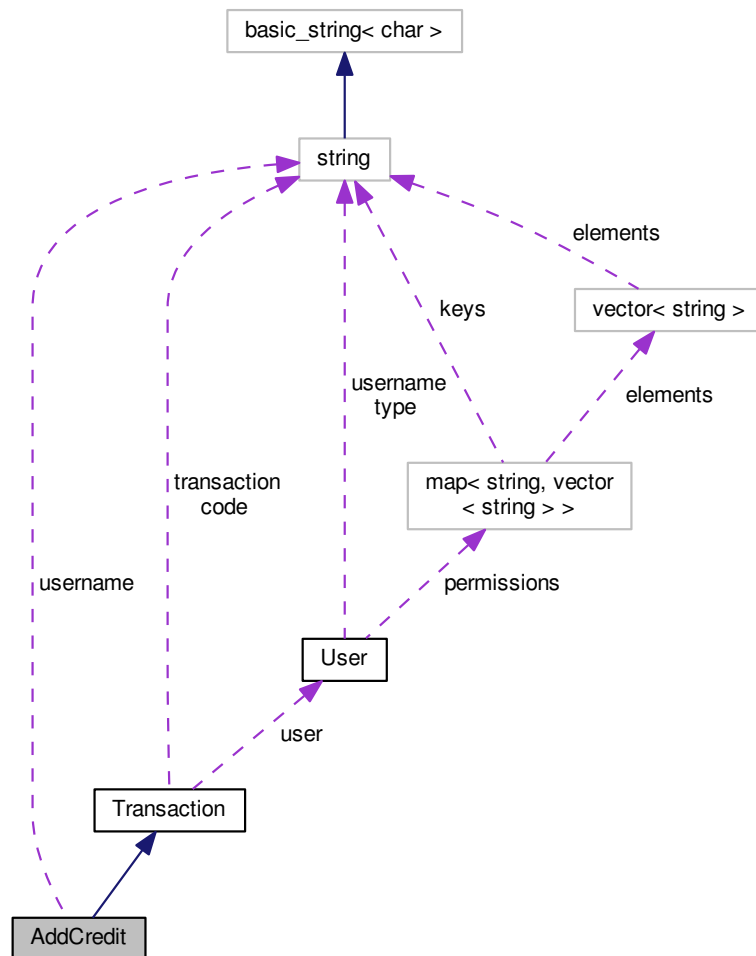 basic_string< char >
string
elements
vector< string >
keys
username
type
elements
transaction
code
map< string, vector
< string > >
username
permissions
User
user
Transaction
AddCredit